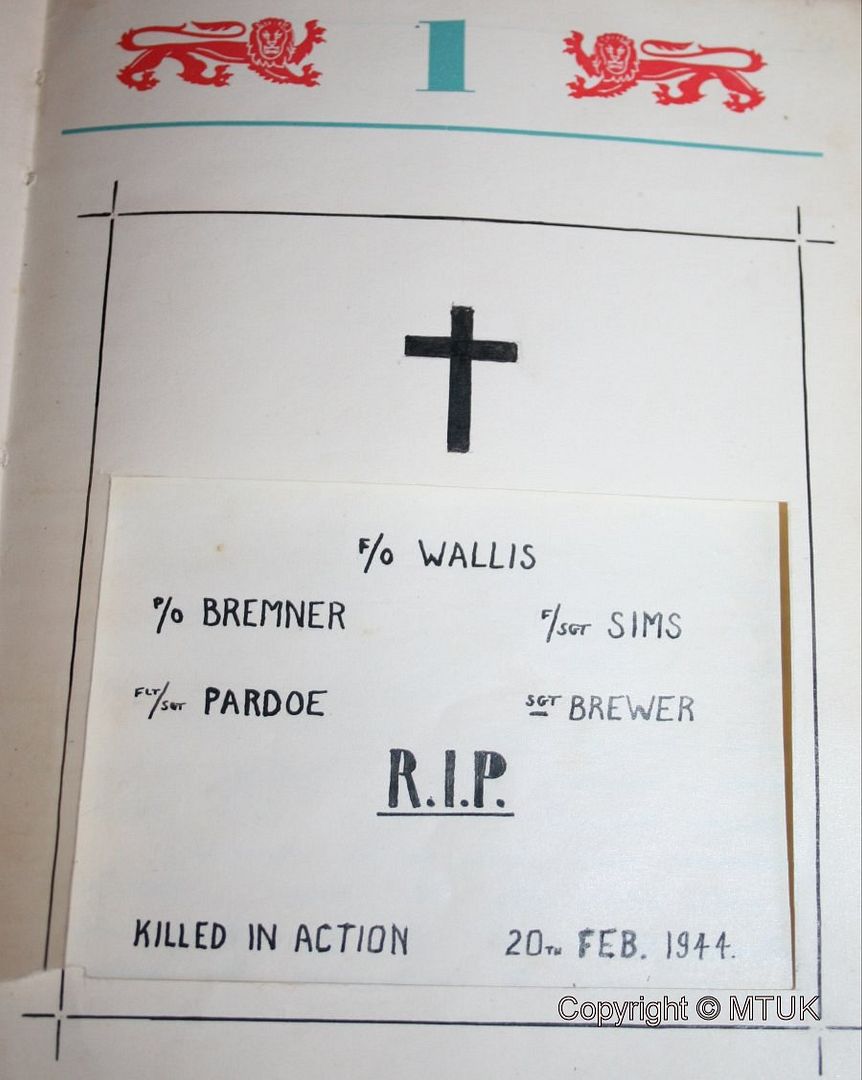 1
F/O WALLIS
P/O BREMNER F/SGT SIMS
FLT/SGT PARDOE SGT BREWER
R.I.P.
KILLED IN ACTION 20TH FEB. 1944.
Copyright © MTUK